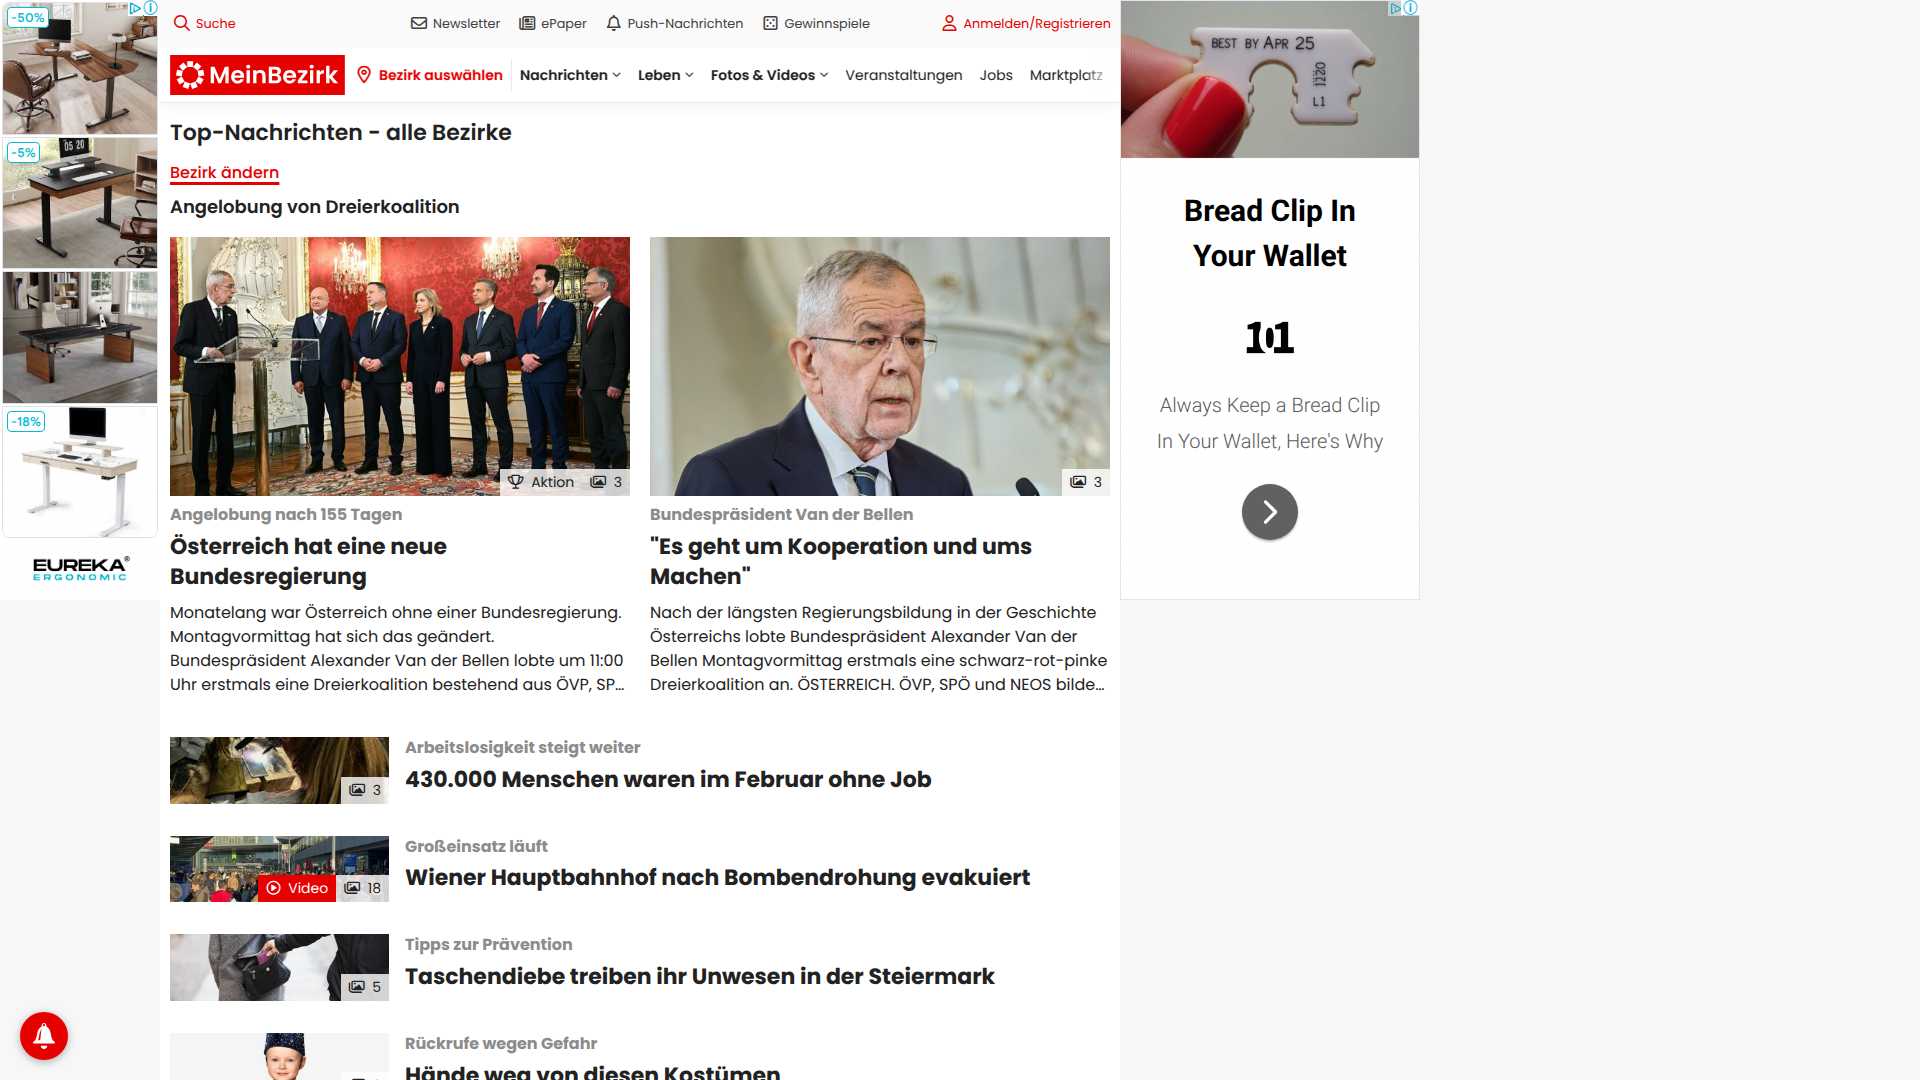 -50%
-5%
-18%
EUREKA®
ERGONOMIC
Suche
Newsletter
ePaper
Push-Nachrichten
Gewinnspiele
Anmelden/Registrieren
MeinBezirk
Bezirk auswählen
Nachrichten
Leben
Fotos & Videos
Veranstaltungen
Jobs
Marktplatz
Top-Nachrichten - alle Bezirke
Bezirk ändern
Angelobung von Dreierkoalition
Aktion
3
Angelobung nach 155 Tagen
Österreich hat eine neue
Bundesregierung
Monatelang war Österreich ohne einer Bundesregierung.
Montagvormittag hat sich das geändert.
Bundespräsident Alexander Van der Bellen lobte um 11:00
Uhr erstmals eine Dreierkoalition bestehend aus ÖVP, SP...
3
Bundespräsident Van der Bellen
"Es geht um Kooperation und ums
Machen"
Nach der längsten Regierungsbildung in der Geschichte
Österreichs lobte Bundespräsident Alexander Van der
Bellen Montagvormittag erstmals eine schwarz-rot-pinke
Dreierkoalition an. ÖSTERREICH. ÖVP, SPÖ und NEOS bilde...
3
Arbeitslosigkeit steigt weiter
430.000 Menschen waren im Februar ohne Job
Video
18
Großeinsatz läuft
Wiener Hauptbahnhof nach Bombendrohung evakuiert
5
Tipps zur Prävention
Taschendiebe treiben ihr Unwesen in der Steiermark
Rückrufe wegen Gefahr
Hände weg von diesen Kostümen
BEST BY APR 25
1220
L1
Bread Clip In
Your Wallet
101
Always Keep a Bread Clip
In Your Wallet, Here's Why